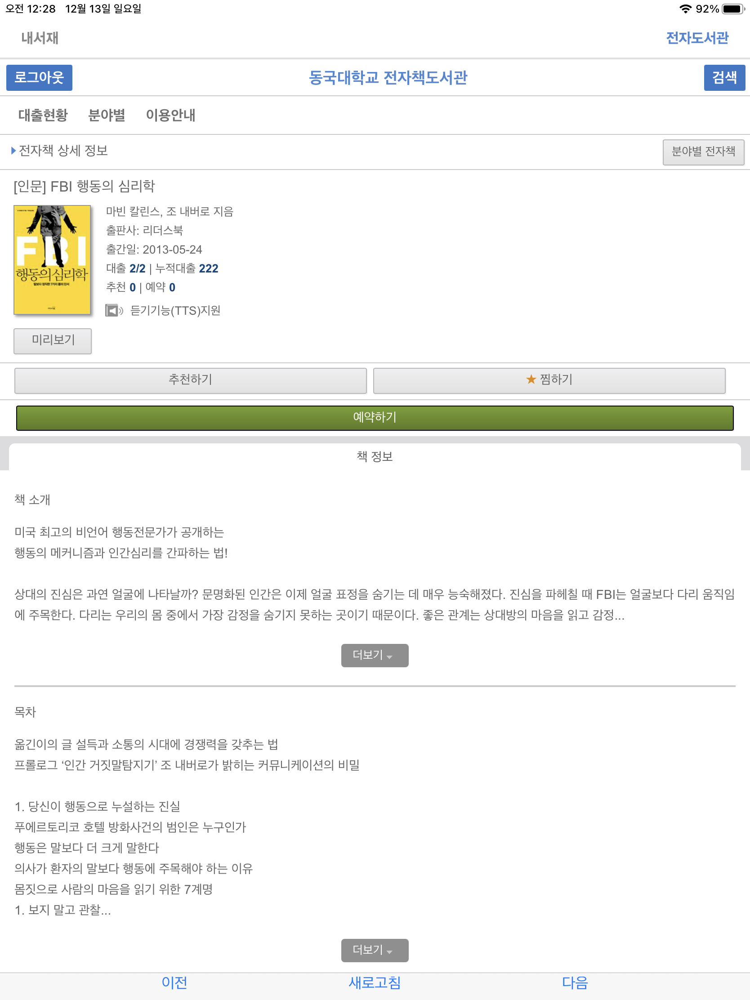 오전 12:28 12월 13일 일요일 92%
내서재 전자도서관
로그아웃 동국대학교 전자책도서관 검색
대출현황 분야별 이용안내
전자책 상세 정보 분야별 전자책
[인문] FBI 행동의 심리학
FBI
행동의 심리학
말보다 정직한 7가지 몸의 단서
마빈 칼린스, 조 내버로 지음
출판사: 리더스북
출간일: 2013-05-24
대출 2/2 | 누적대출 222
추천 0 | 예약 0
듣기기능(TTS)지원
미리보기
추천하기 ★ 찜하기
예약하기
책 정보
책 소개
미국 최고의 비언어 행동전문가가 공개하는
행동의 메커니즘과 인간심리를 간파하는 법!
상대의 진심은 과연 얼굴에 나타날까? 문명화된 인간은 이제 얼굴 표정을 숨기는 데 매우 능숙해졌다. 진심을 파헤칠 때 FBI는 얼굴보다 다리 움직임
에 주목한다. 다리는 우리의 몸 중에서 가장 감정을 숨기지 못하는 곳이기 때문이다. 좋은 관계는 상대방의 마음을 읽고 감정...
더보기
목차
옮긴이의 글 설득과 소통의 시대에 경쟁력을 갖추는 법
프롤로그 ‘인간 거짓말탐지기’ 조 내버로가 밝히는 커뮤니케이션의 비밀
1. 당신이 행동으로 누설하는 진실
푸에르토리코 호텔 방화사건의 범인은 누구인가
행동은 말보다 더 크게 말한다
의사가 환자의 말보다 행동에 주목해야 하는 이유
몸짓으로 사람의 마음을 읽기 위한 7계명
1. 보지 말고 관찰...
더보기
이전 새로고침 다음